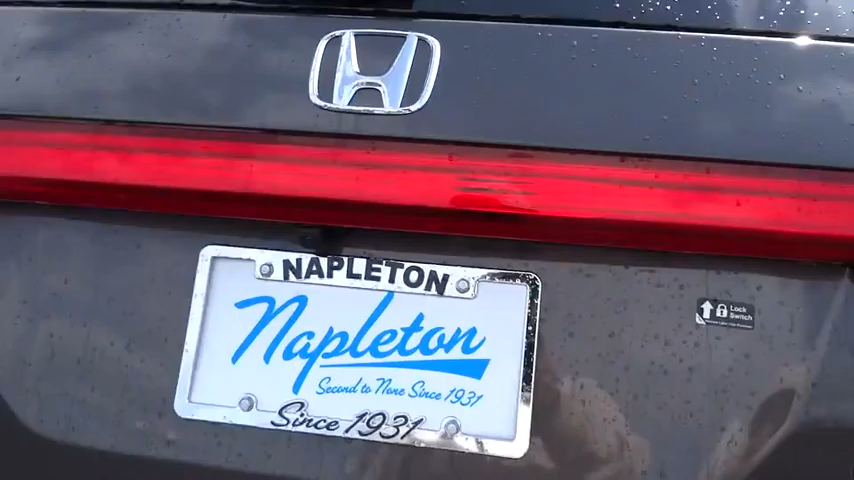 NAPLETON
Napleton
Second to None Since 1931
Since 1931
Lock
Switch